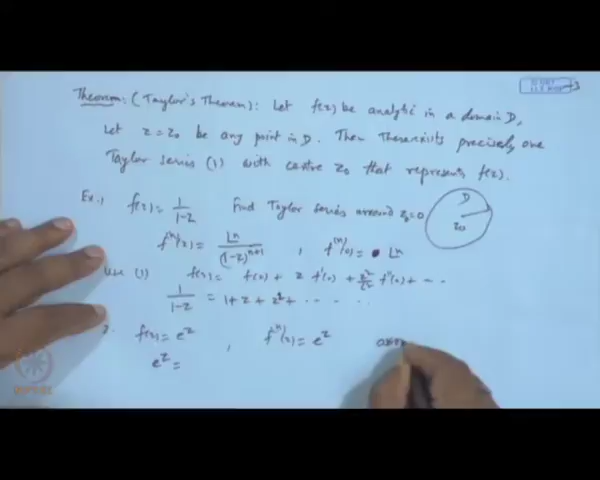 Theorem: (Taylor's Theorem): Let f(z) be analytic in a domain D,
Let z=z0 be any point in D. Then there exists precisely one
Taylor series (1) with centre z0 that represents f(z).
Ex. 1 f(z)= 1/(1-z) Find Taylor series around z0=0
D
z0
f^(n)(z) = ⌊n/(1-z)^(n+1) , f^(n)(0)= ⌊n
use (1) f(z)= f(0)+ z f'(0) + z²/⌊2 f''(0)+ ---
1/(1-z) = 1+z+z²+ ---
2. f(z)=e^z , f^(n)(z)=e^z
e^z =